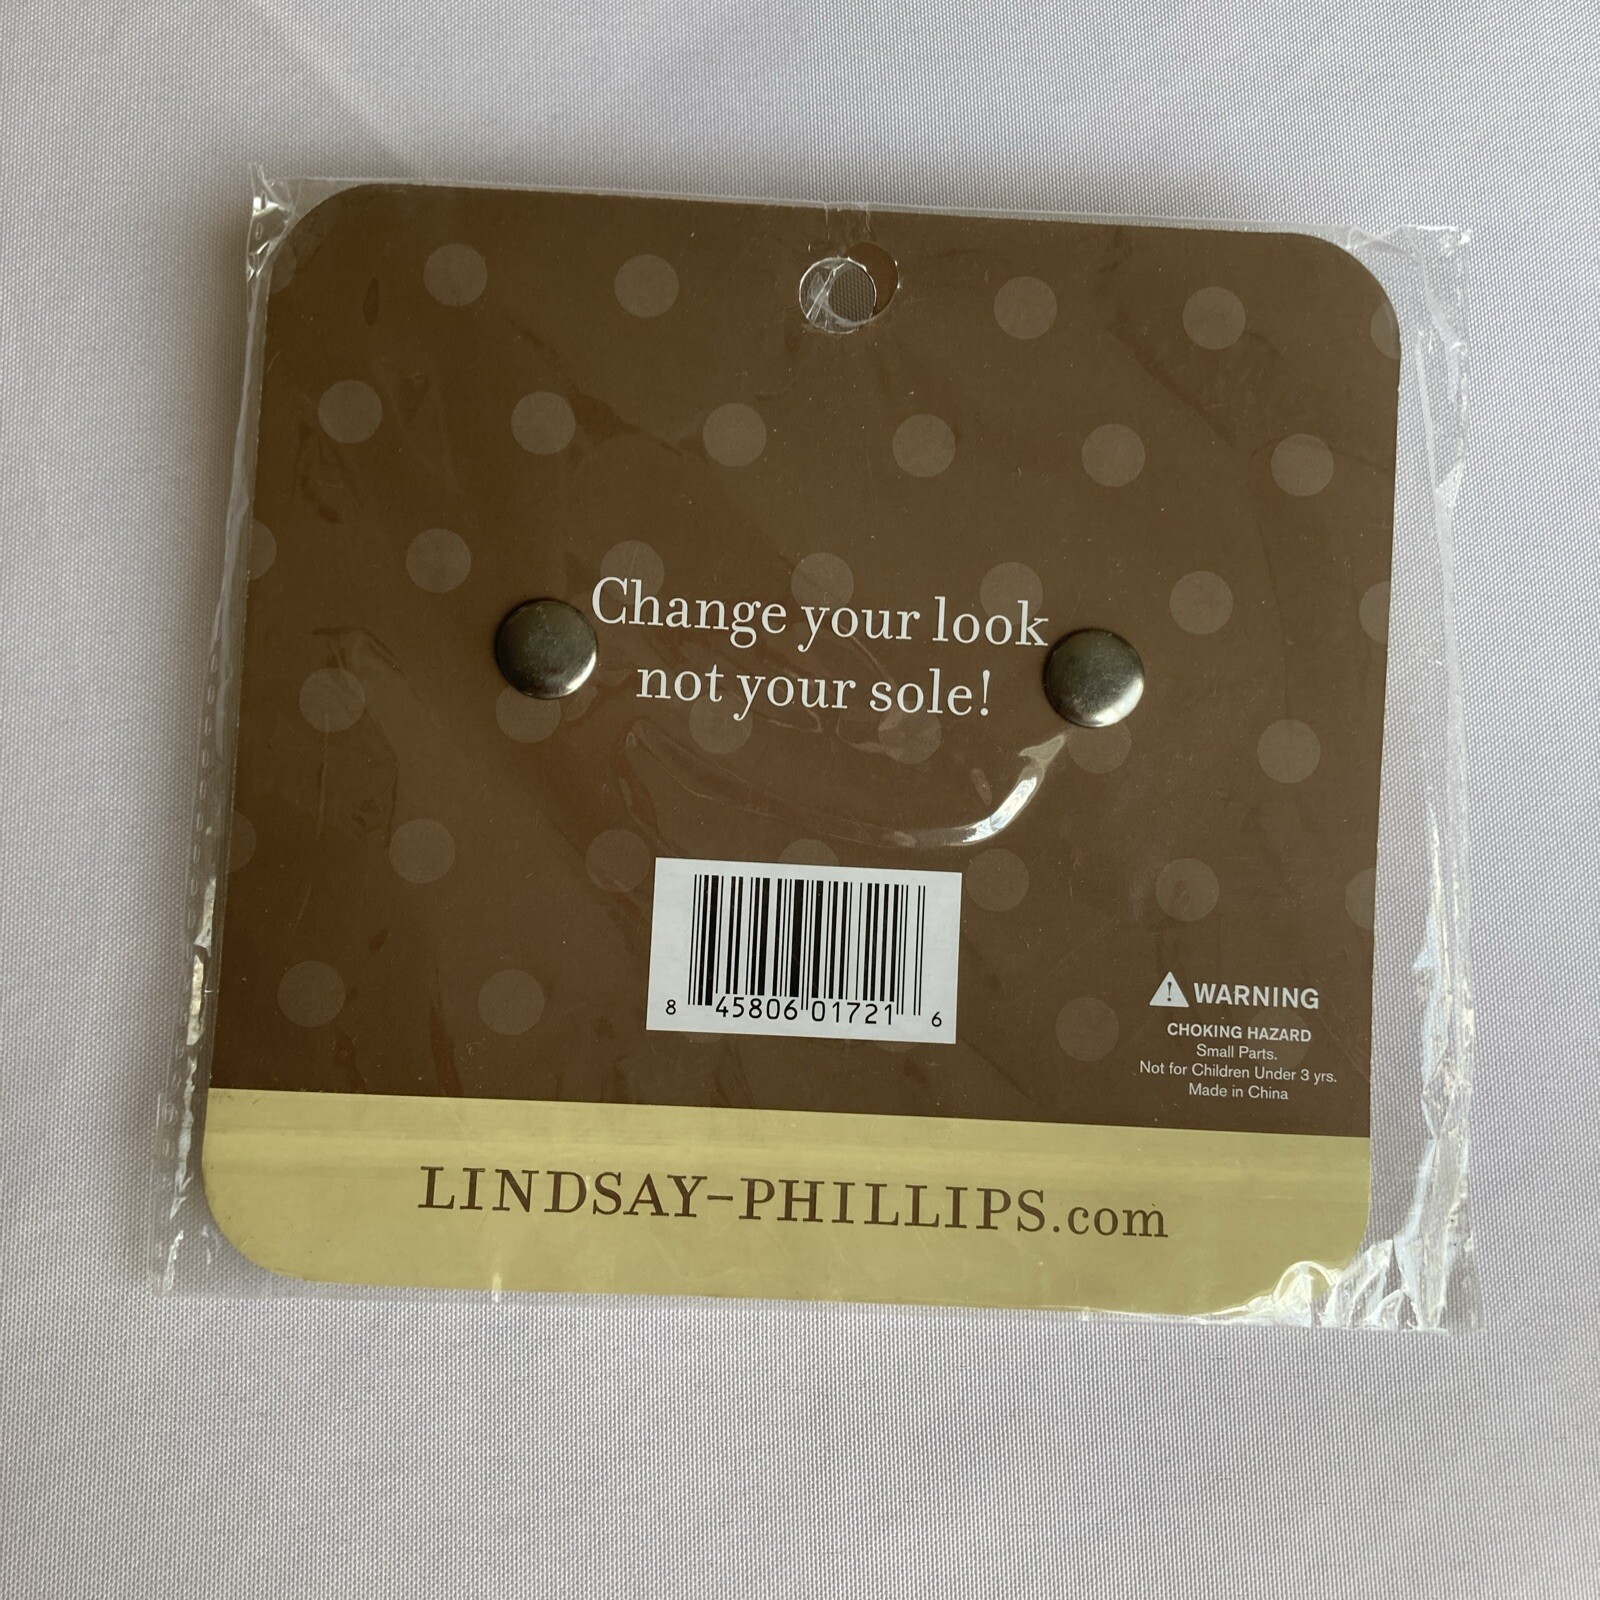 Change your look
not your sole!
8 45806 01721 6
WARNING
CHOKING HAZARD
Small Parts.
Not for Children Under 3 yrs.
Made in China
LINDSAY-PHILLIPS.com